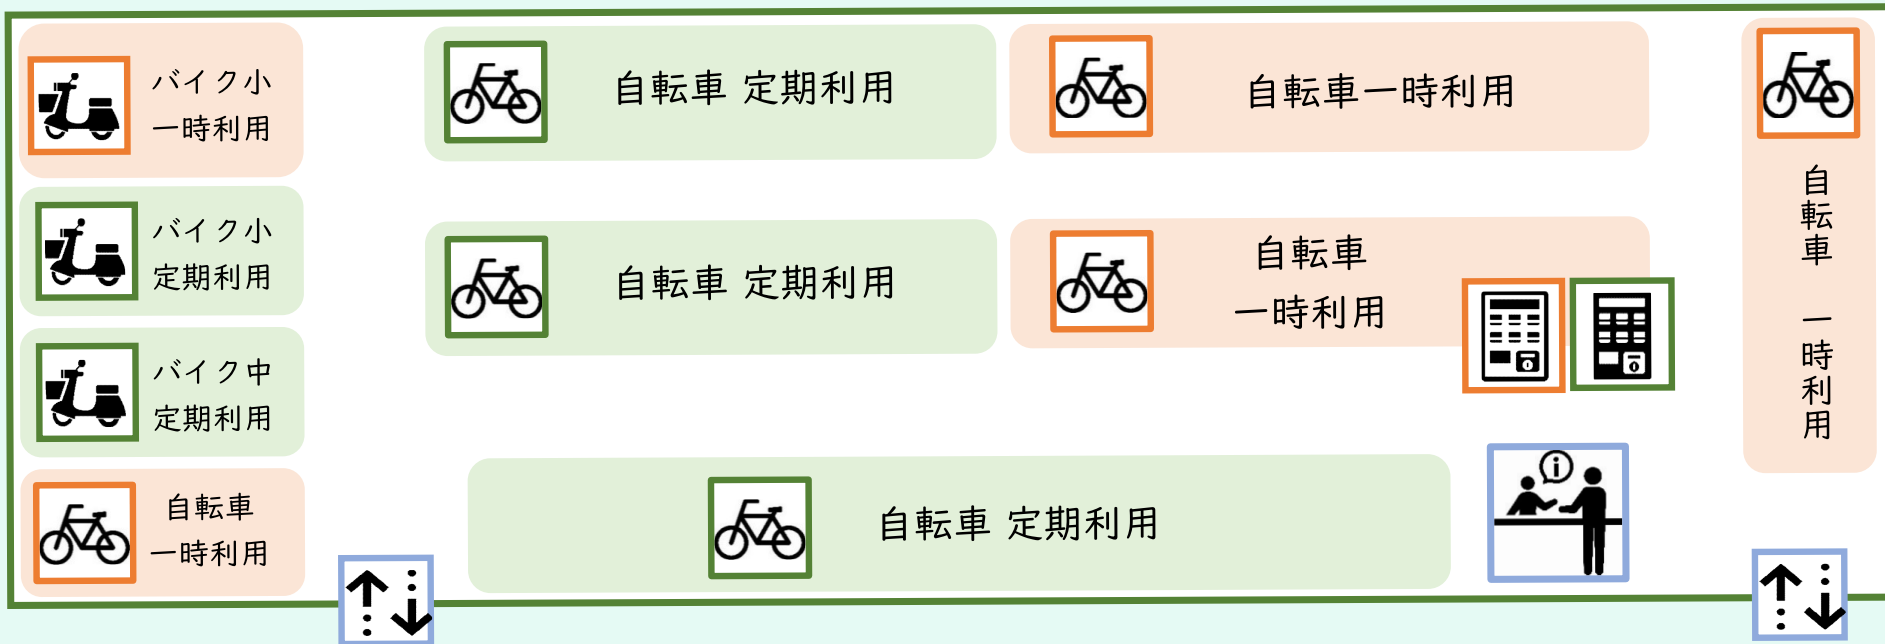 バイク小
一時利用
バイク小
定期利用
バイク中
定期利用
自転車
一時利用
自転車 定期利用
自転車一時利用
自転車 定期利用
自転車
一時利用
自転車 定期利用
自転車 一時利用